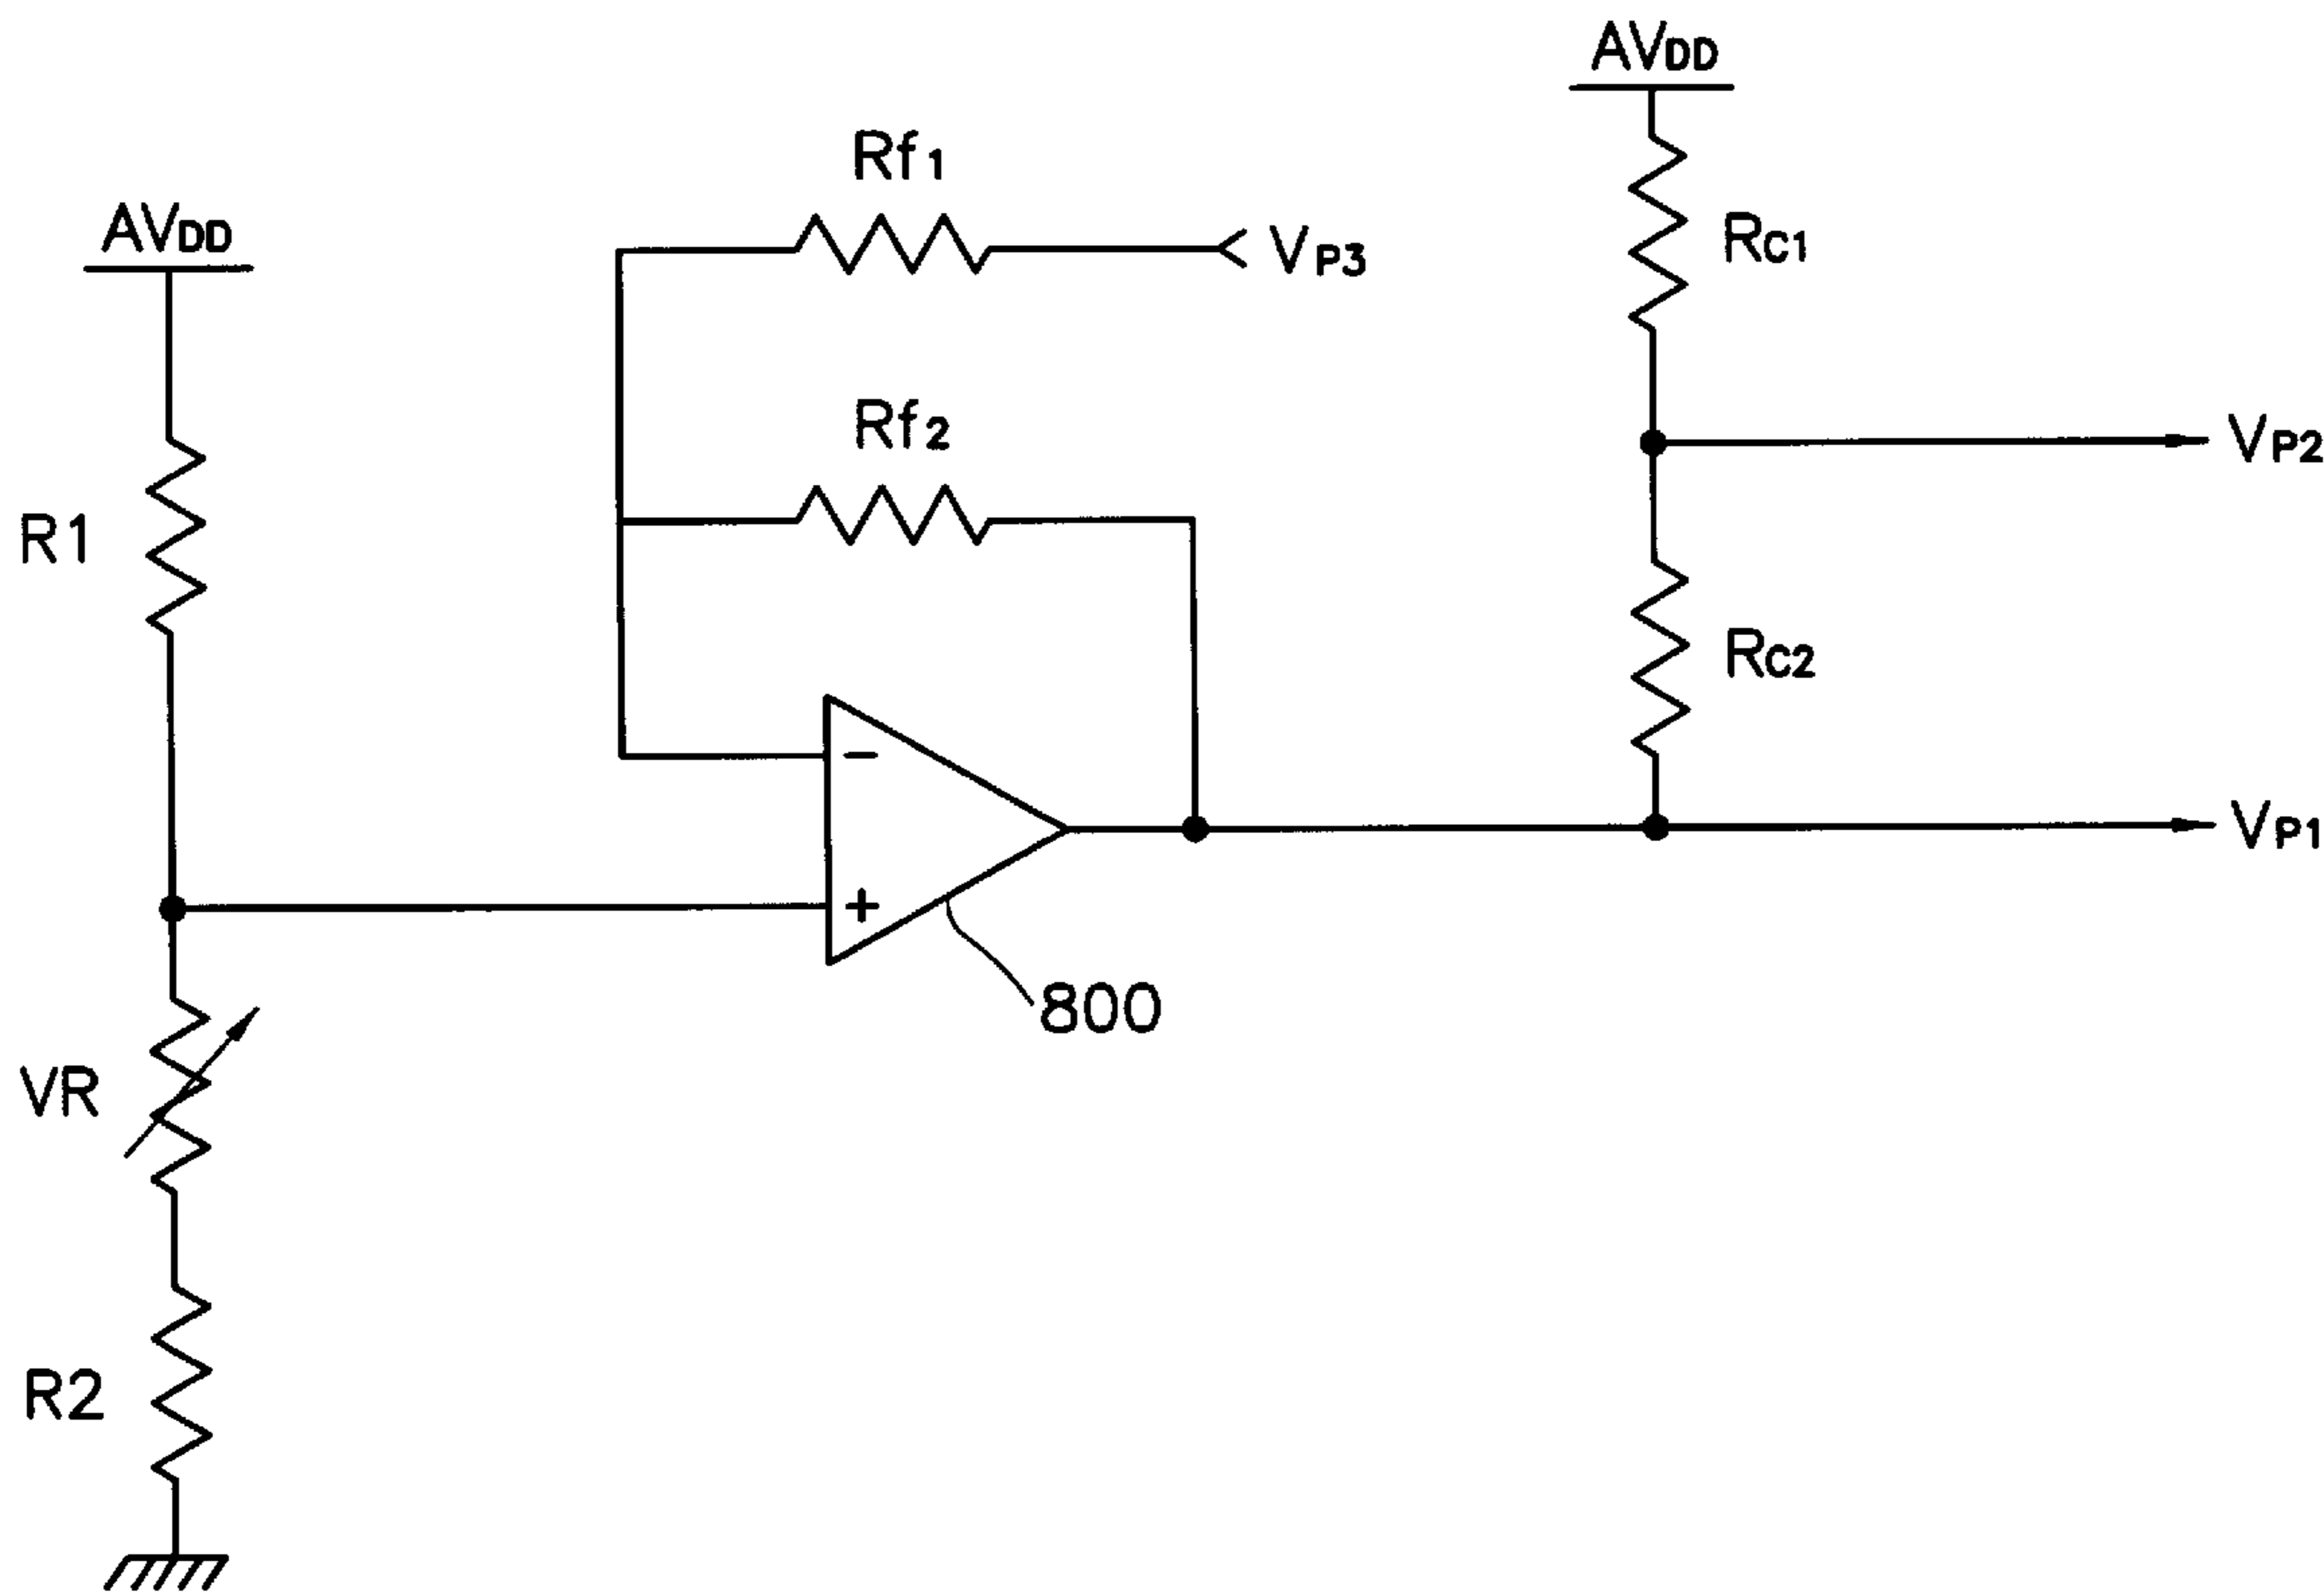 AVDD
Rf1
AVDD
VP3
RC1
Rf2
VP2
R1
RC2
−
VP1
+
800
VR
R2